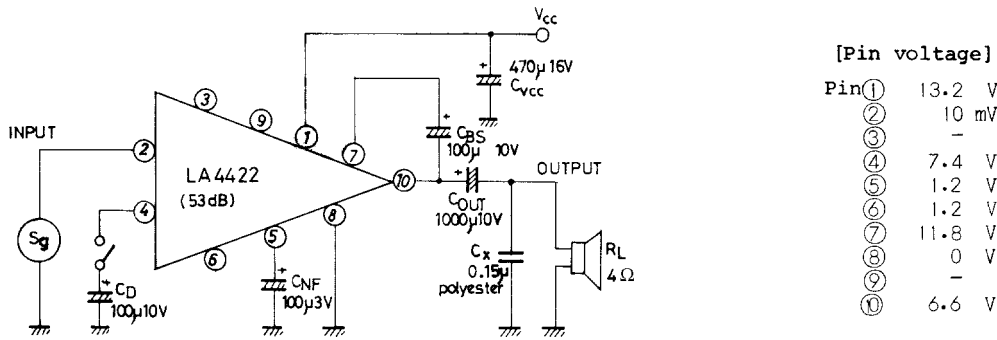 Vcc
470μ16V
Cvcc
③
⑨
①
⑦
CBS
100μ 10V
INPUT
②
LA4422
(53dB)
⑩
OUTPUT
COUT
1000μ10V
④
⑧
Sg
⑥
⑤
CD
100μ10V
CNF
100μ3V
Cx
0.15μ
polyester
RL
4Ω
[Pin voltage]
Pin① 13.2 V
② 10 mV
③ -
④ 7.4 V
⑤ 1.2 V
⑥ 1.2 V
⑦ 11.8 V
⑧ 0 V
⑨ -
⑩ 6.6 V